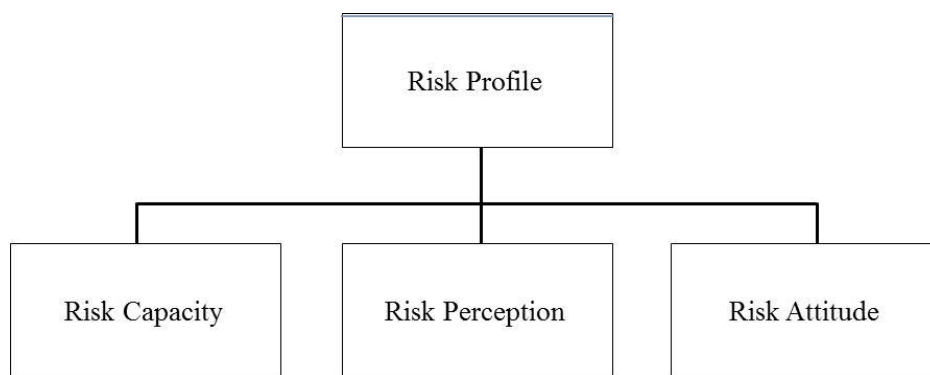 Risk Profile
Risk Capacity
Risk Perception
Risk Attitude